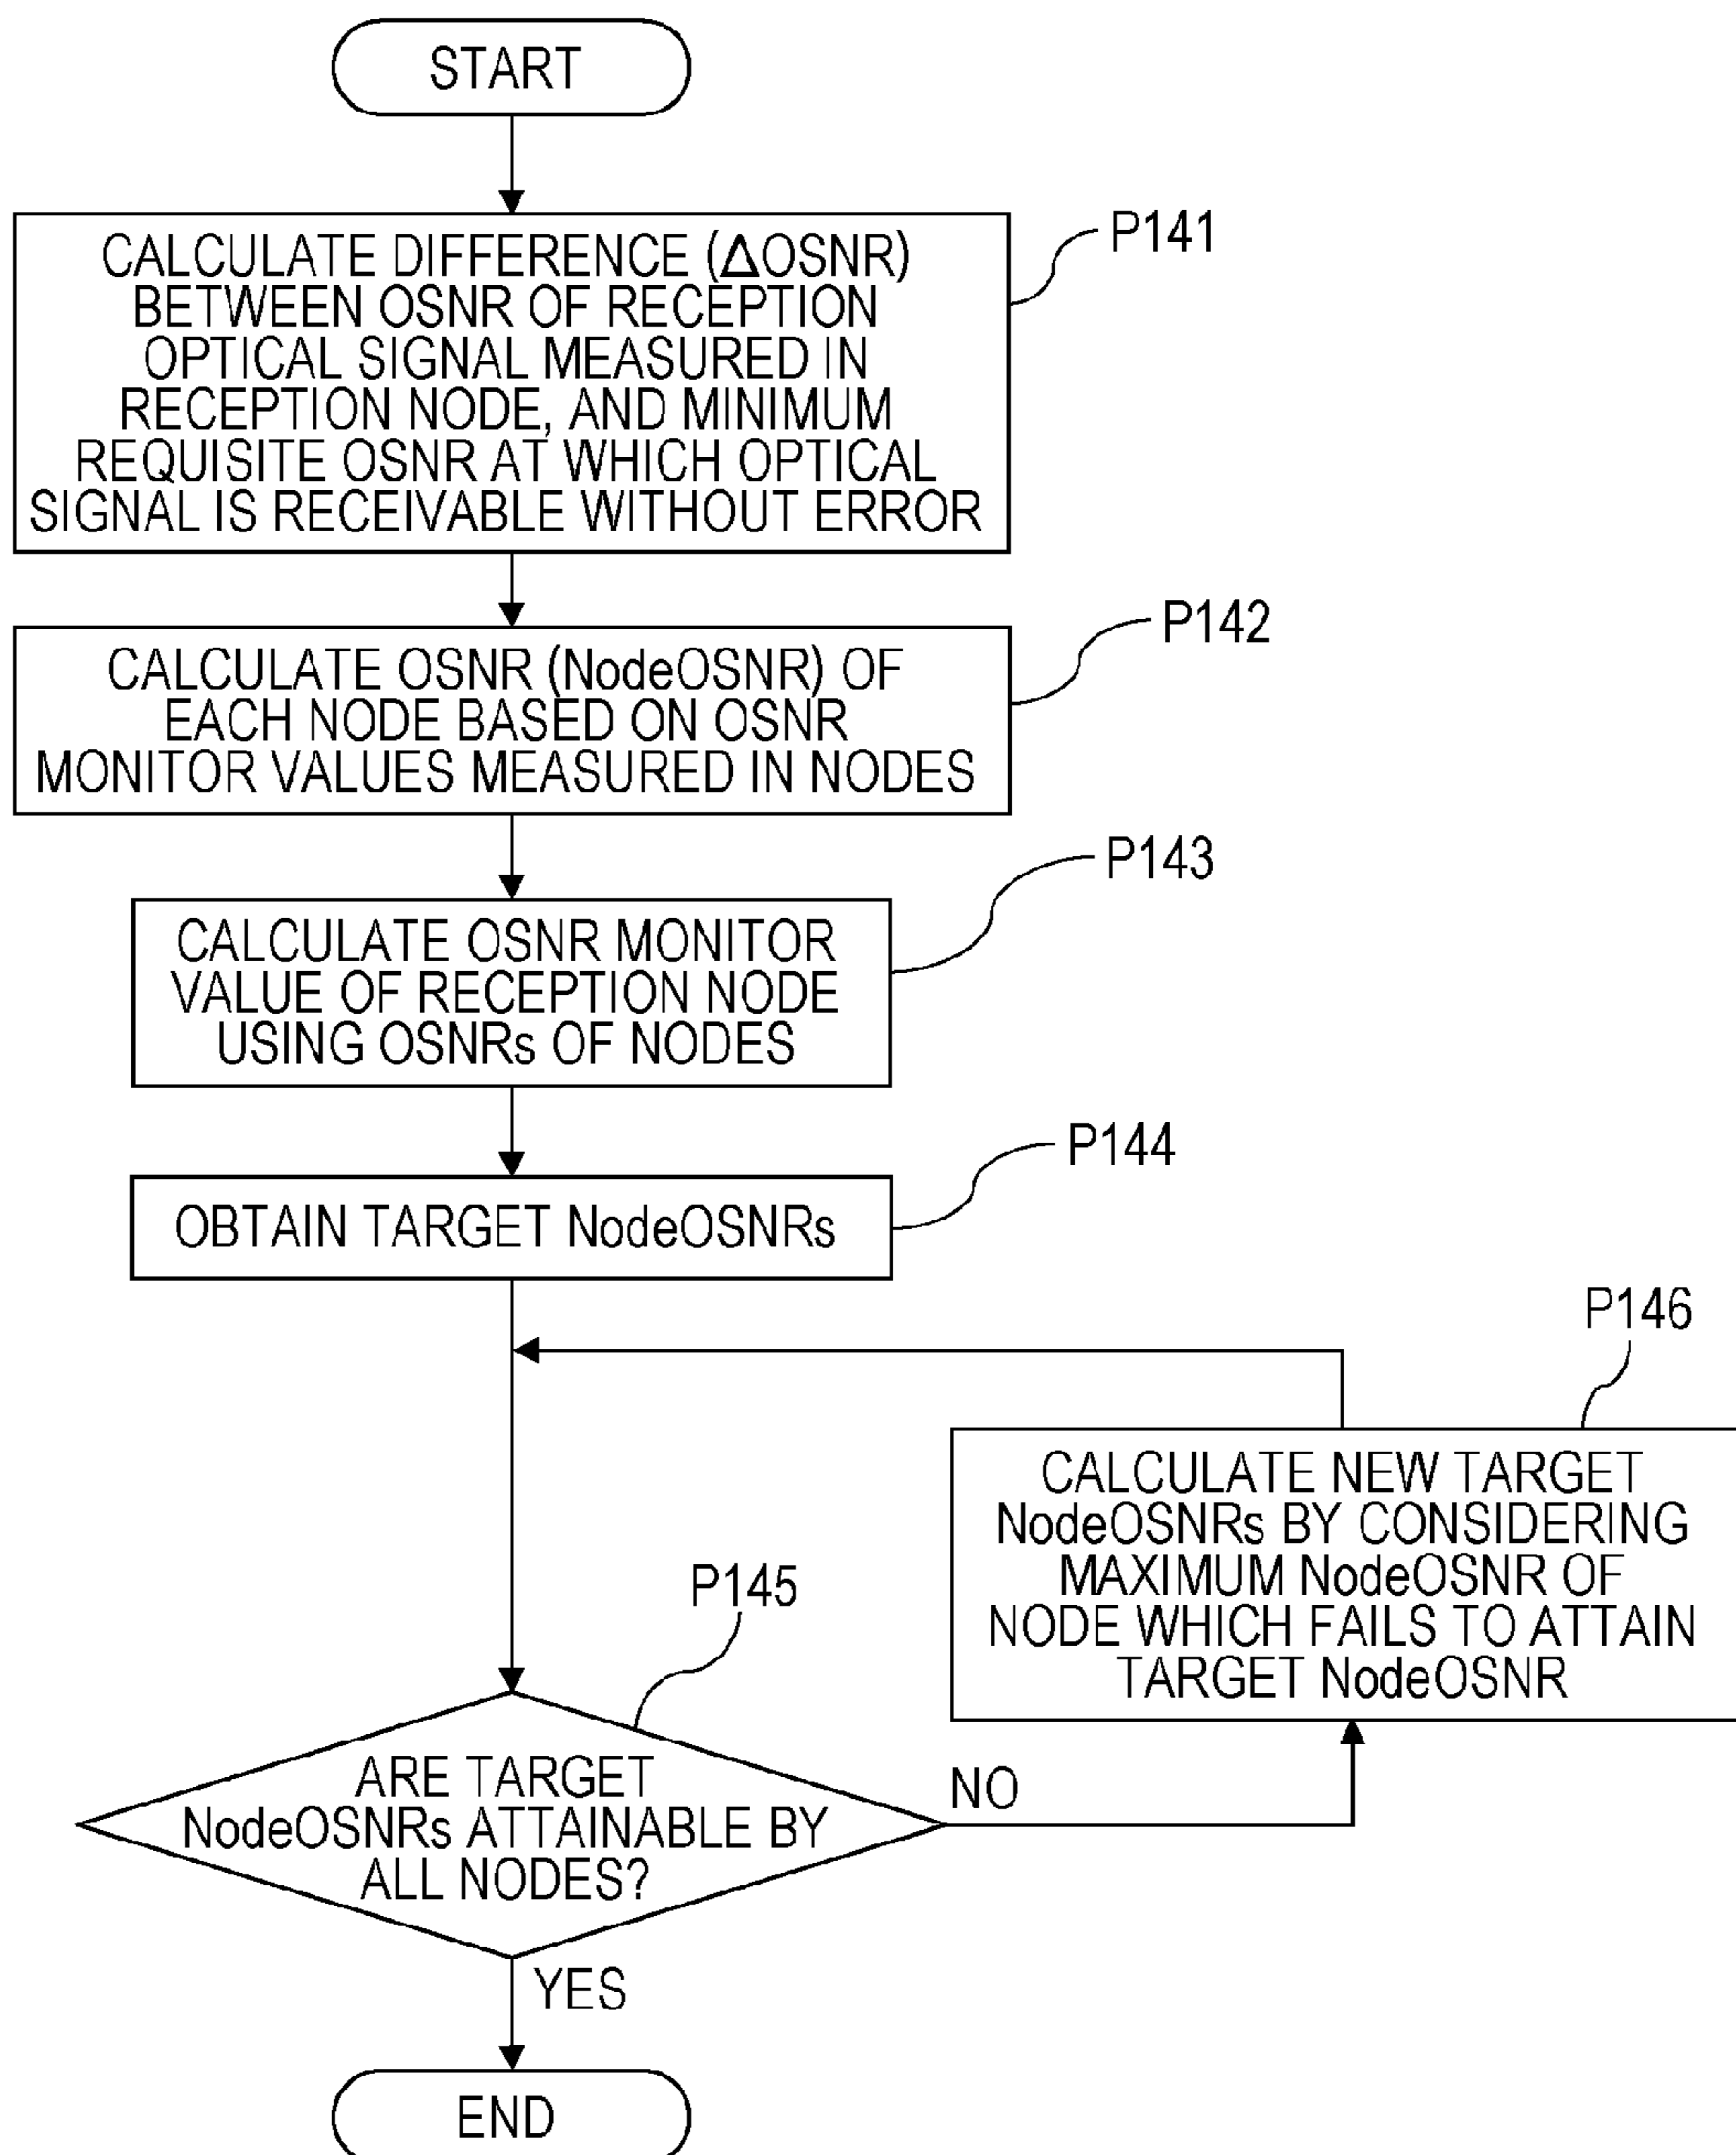 START
P141
CALCULATE DIFFERENCE (ΔOSNR)
BETWEEN OSNR OF RECEPTION
OPTICAL SIGNAL MEASURED IN
RECEPTION NODE, AND MINIMUM
REQUISITE OSNR AT WHICH OPTICAL
SIGNAL IS RECEIVABLE WITHOUT ERROR
P142
CALCULATE OSNR (NodeOSNR) OF
EACH NODE BASED ON OSNR
MONITOR VALUES MEASURED IN NODES
P143
CALCULATE OSNR MONITOR
VALUE OF RECEPTION NODE
USING OSNRs OF NODES
P144
OBTAIN TARGET NodeOSNRs
P146
CALCULATE NEW TARGET
NodeOSNRs BY CONSIDERING
MAXIMUM NodeOSNR OF
NODE WHICH FAILS TO ATTAIN
TARGET NodeOSNR
P145
ARE TARGET
NodeOSNRs ATTAINABLE BY
ALL NODES?
NO
YES
END